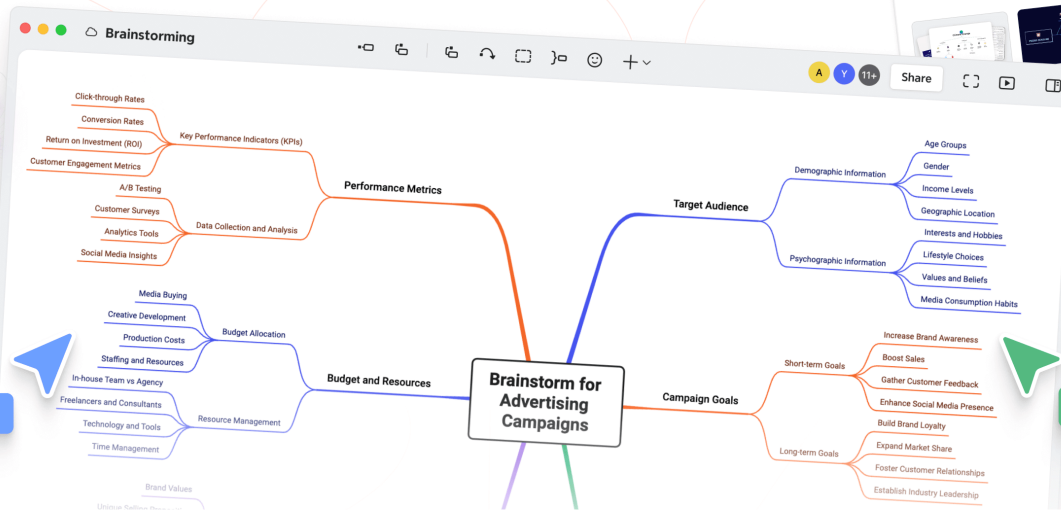 Brainstorming
A
Y
11+
Share
Click-through Rates
Conversion Rates
Return on Investment (ROI)
Customer Engagement Metrics
Key Performance Indicators (KPIs)
A/B Testing
Customer Surveys
Analytics Tools
Social Media Insights
Data Collection and Analysis
Performance Metrics
Media Buying
Creative Development
Production Costs
Staffing and Resources
Budget Allocation
In-house Team vs Agency
Freelancers and Consultants
Technology and Tools
Time Management
Resource Management
Budget and Resources
Brand Values
Unique Selling
Brainstorm for
Advertising
Campaigns
Target Audience
Demographic Information
Age Groups
Gender
Income Levels
Geographic Location
Psychographic Information
Interests and Hobbies
Lifestyle Choices
Values and Beliefs
Media Consumption Habits
Campaign Goals
Short-term Goals
Increase Brand Awareness
Boost Sales
Gather Customer Feedback
Enhance Social Media Presence
Long-term Goals
Build Brand Loyalty
Expand Market Share
Foster Customer Relationships
Establish Industry Leadership